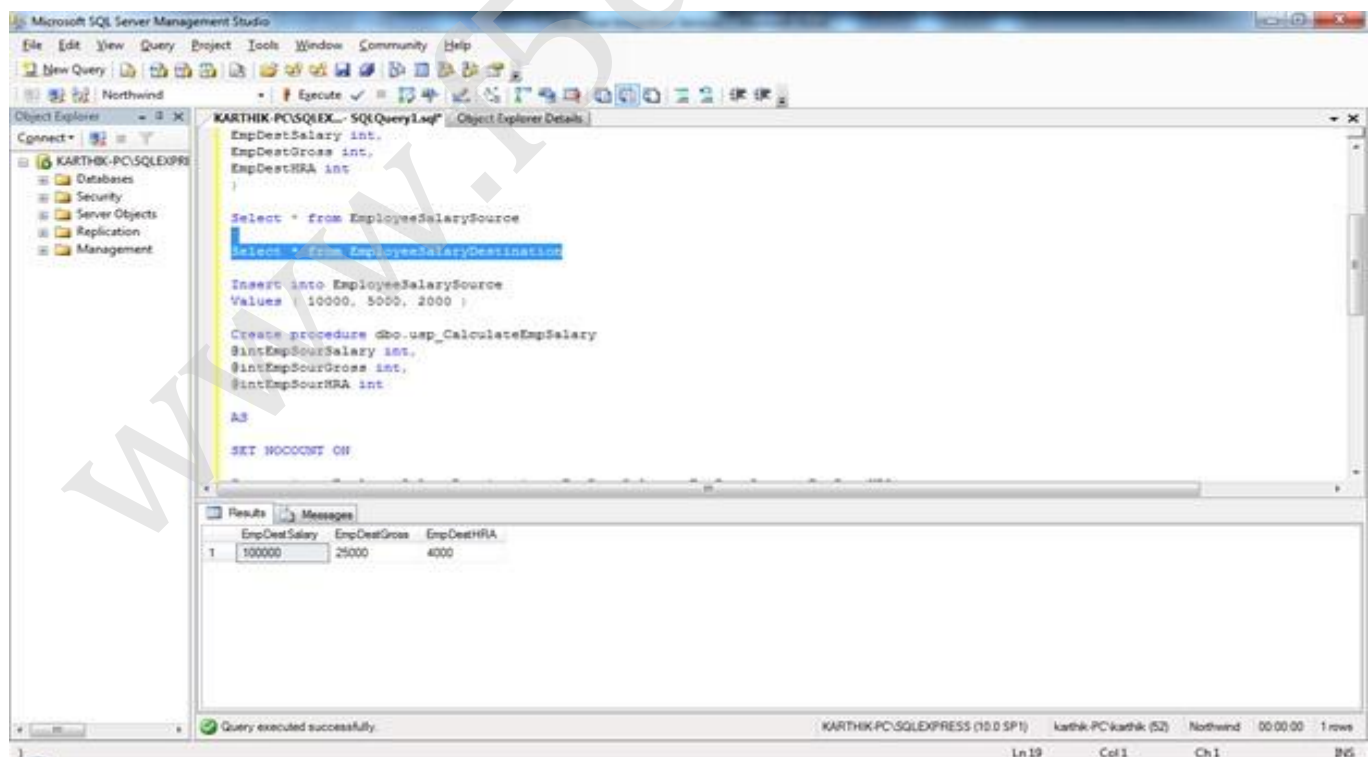 Microsoft SQL Server Management Studio
File Edit View Query Project Tools Window Community Help
New Query
Northwind
Execute
Object Explorer
KARTHIK-PC\SQLEX...- SQLQuery1.sql*
Object Explorer Details
Connect
KARTHIK-PC\SQLEXPRE
Databases
Security
Server Objects
Replication
Management
EmpDestSalary int,
EmpDestGross int,
EmpDestHRA int
)
Select * from EmployeeSalarySource
Select * from EmployeeSalaryDestination
Insert into EmployeeSalarySource
Values ( 10000, 5000, 2000 )
Create procedure dbo.usp_CalculateEmpSalary
@intEmpSourSalary int,
@intEmpSourGross int,
@intEmpSourHRA int
AS
SET NOCOUNT ON
Results
Messages
EmpDestSalary EmpDestGross EmpDestHRA
1 100000 25000 4000
Query executed successfully.
KARTHIK-PC\SQLEXPRESS (10.0 SP1)
karthik-PC\karthik (52)
Northwind
00:00:00
1 rows
Ln 19
Col 1
Ch 1
INS